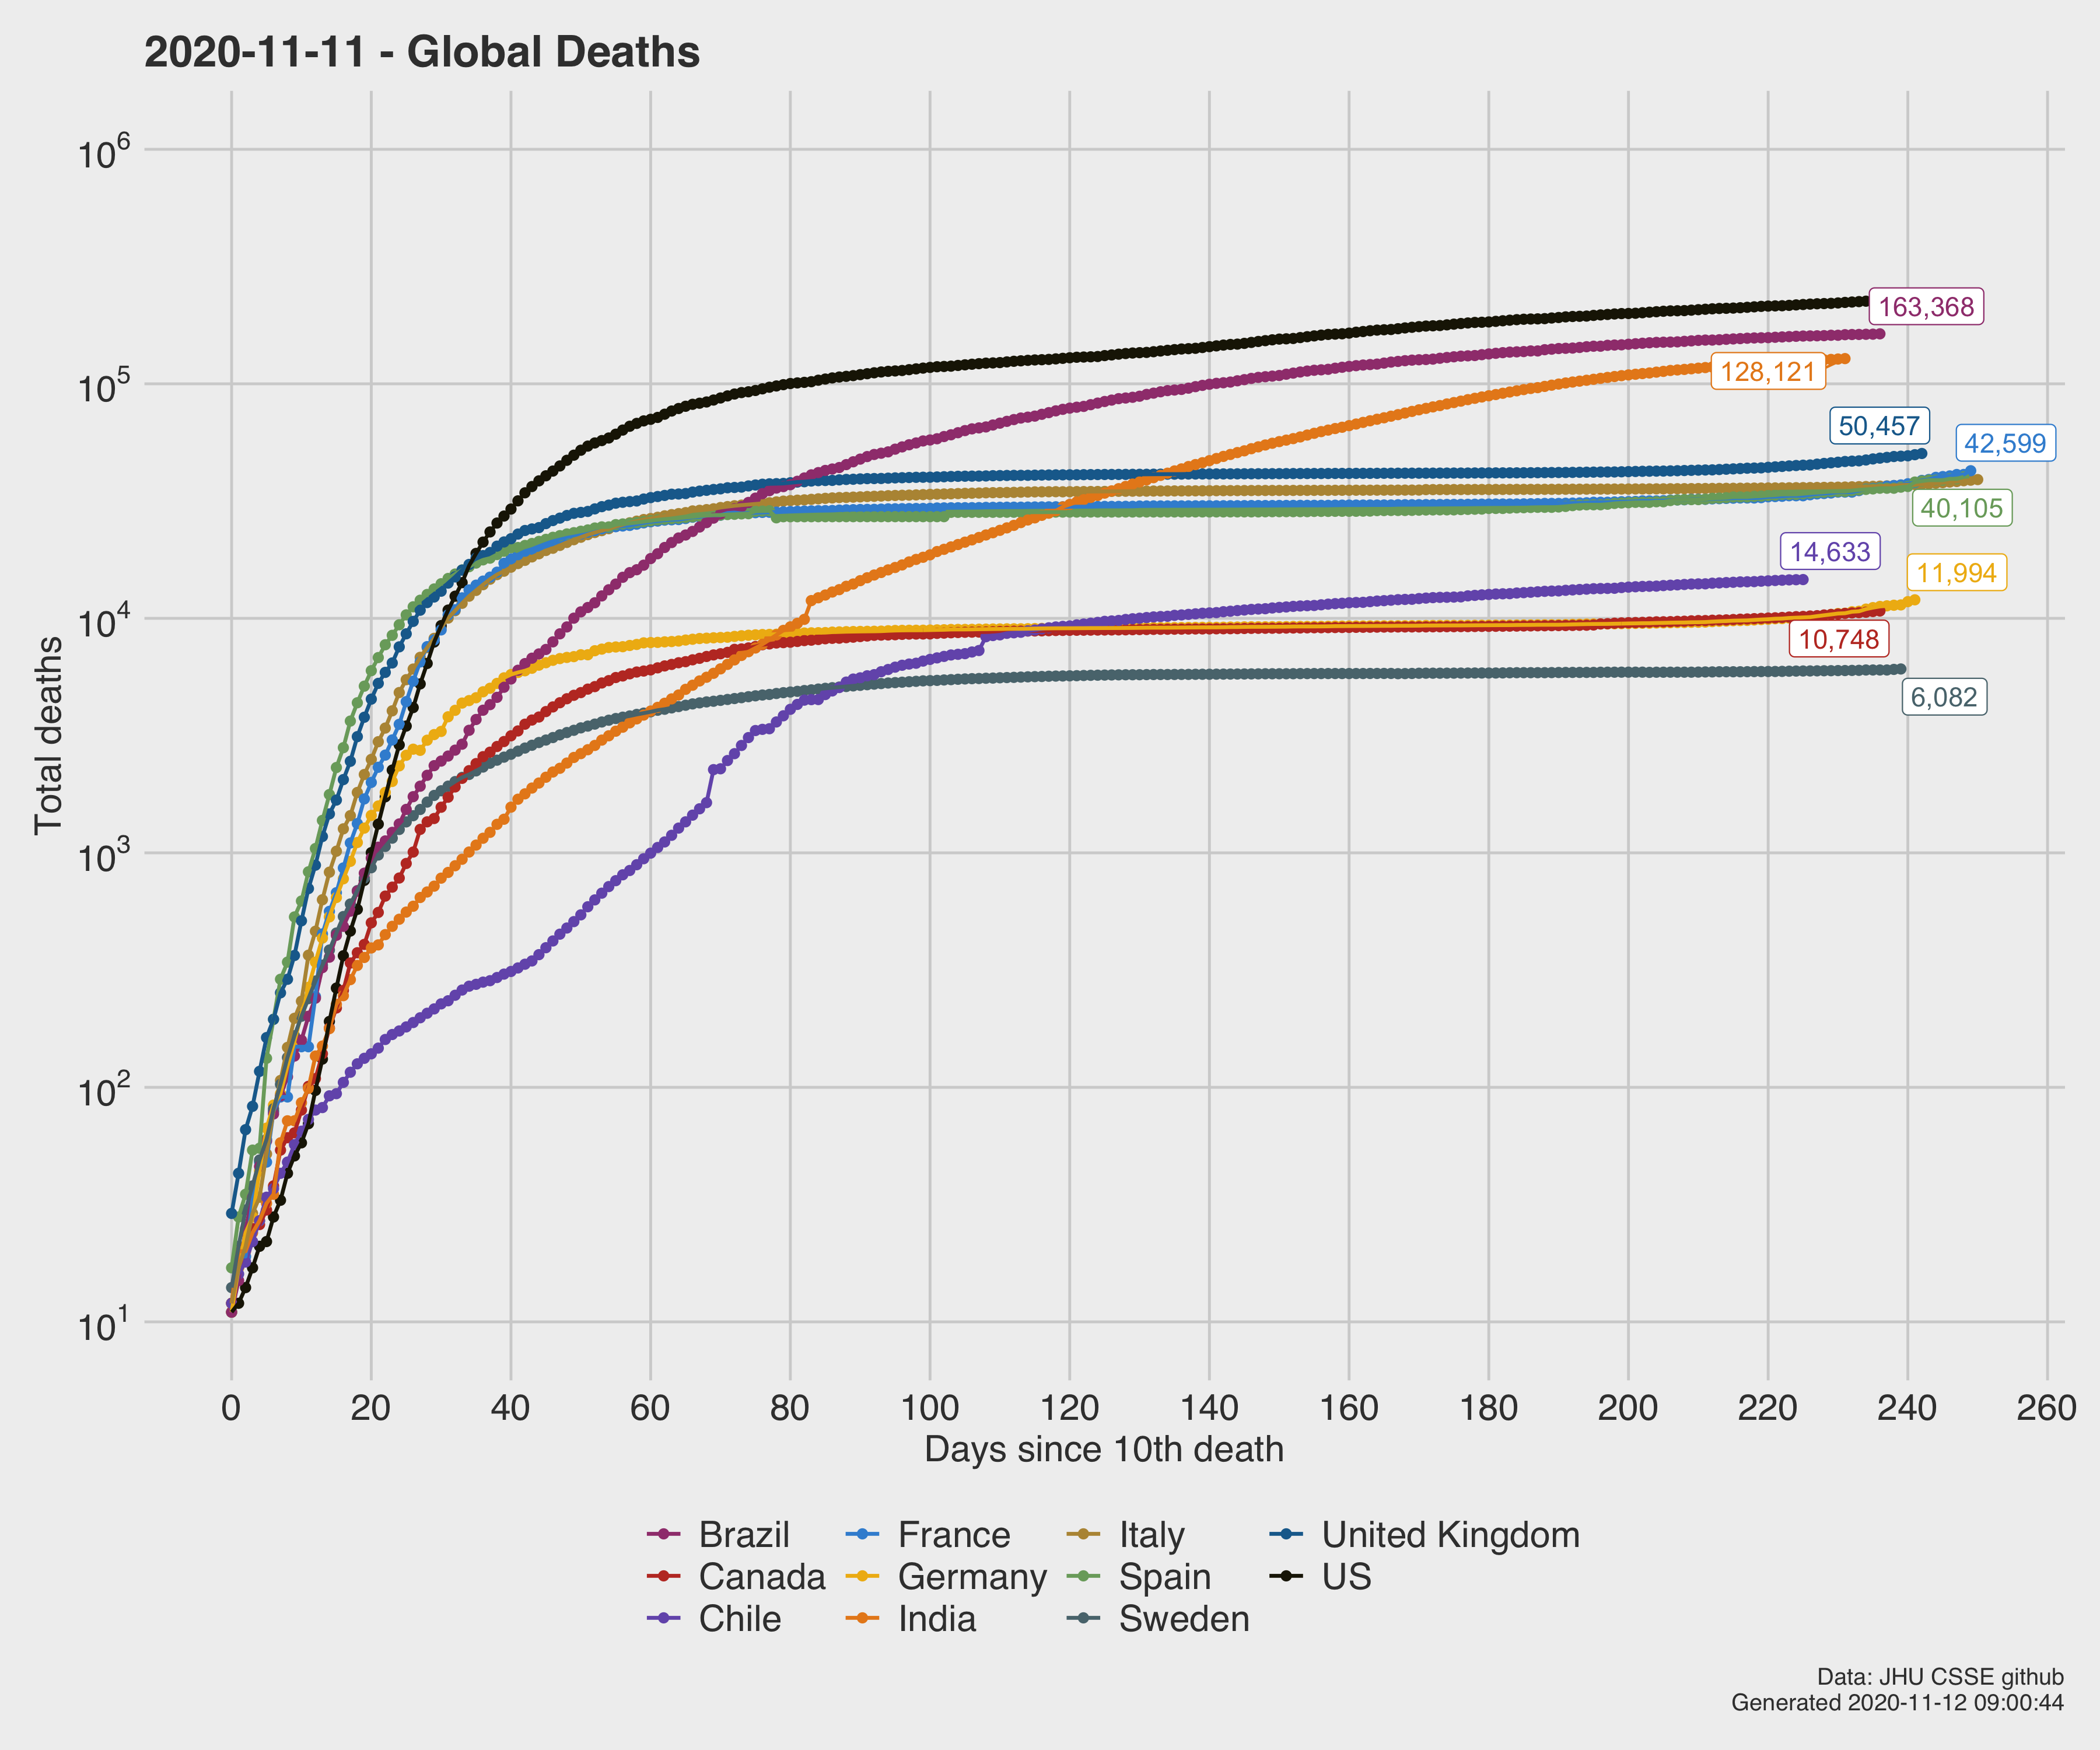 2020-11-11 - Global Deaths
10^6
10^5
10^4
10^3
10^2
10^1
Total deaths
163,368
128,121
50,457
42,599
40,105
14,633
11,994
10,748
6,082
0 20 40 60 80 100 120 140 160 180 200 220 240 260
Days since 10th death
Brazil France Italy United Kingdom
Canada Germany Spain US
Chile India Sweden
Data: JHU CSSE github
Generated 2020-11-12 09:00:44